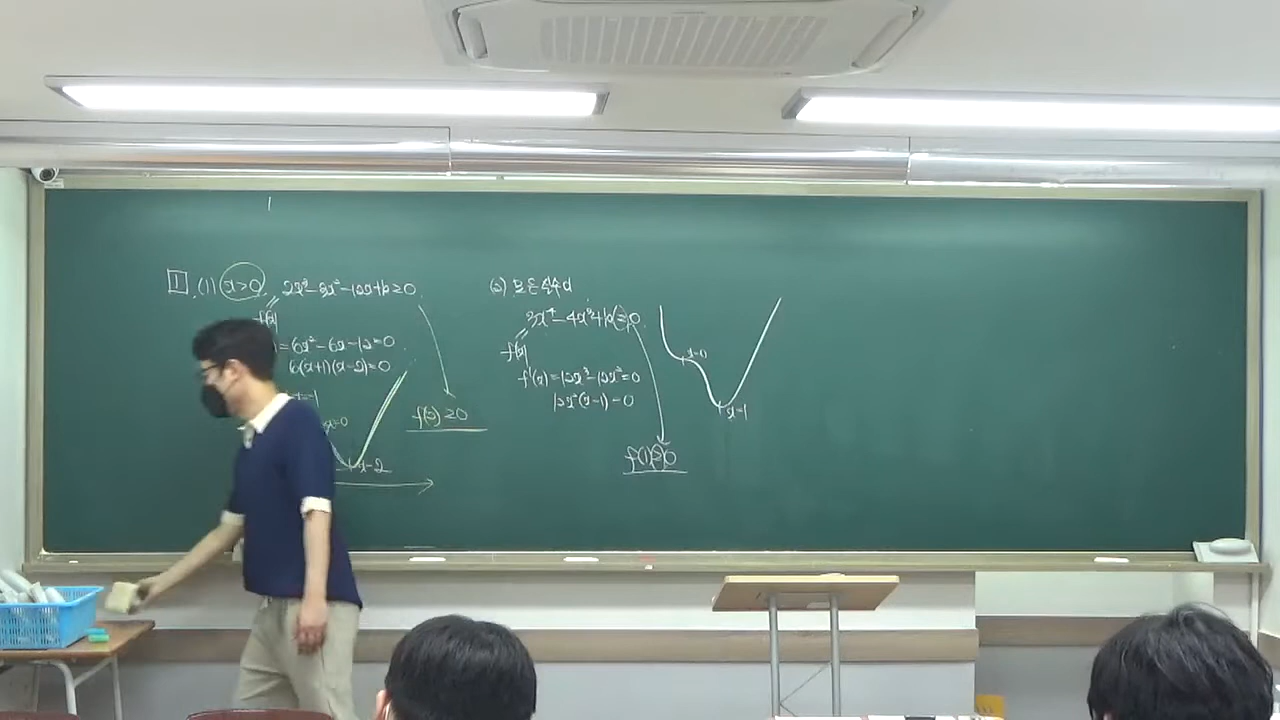 1 (1) x>0, 2x³-3x²-12x+k≥0
f(x)
=6x²-6x-12=0
6(x+1)(x-2)=0
x=0
x=2
f(2)≥0
(2) 모든 실수 x
3x⁴-4x³+k≥0
f(x)
f'(x)=12x³-12x²=0
12x²(x-1)=0
f(1)≥0
x=0
x=1